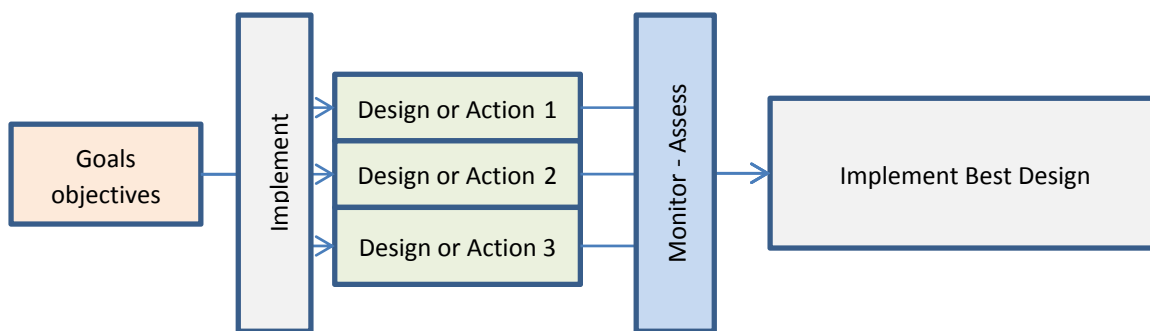 Goals
objectives
Implement
Design or Action 1
Design or Action 2
Design or Action 3
Monitor - Assess
Implement Best Design